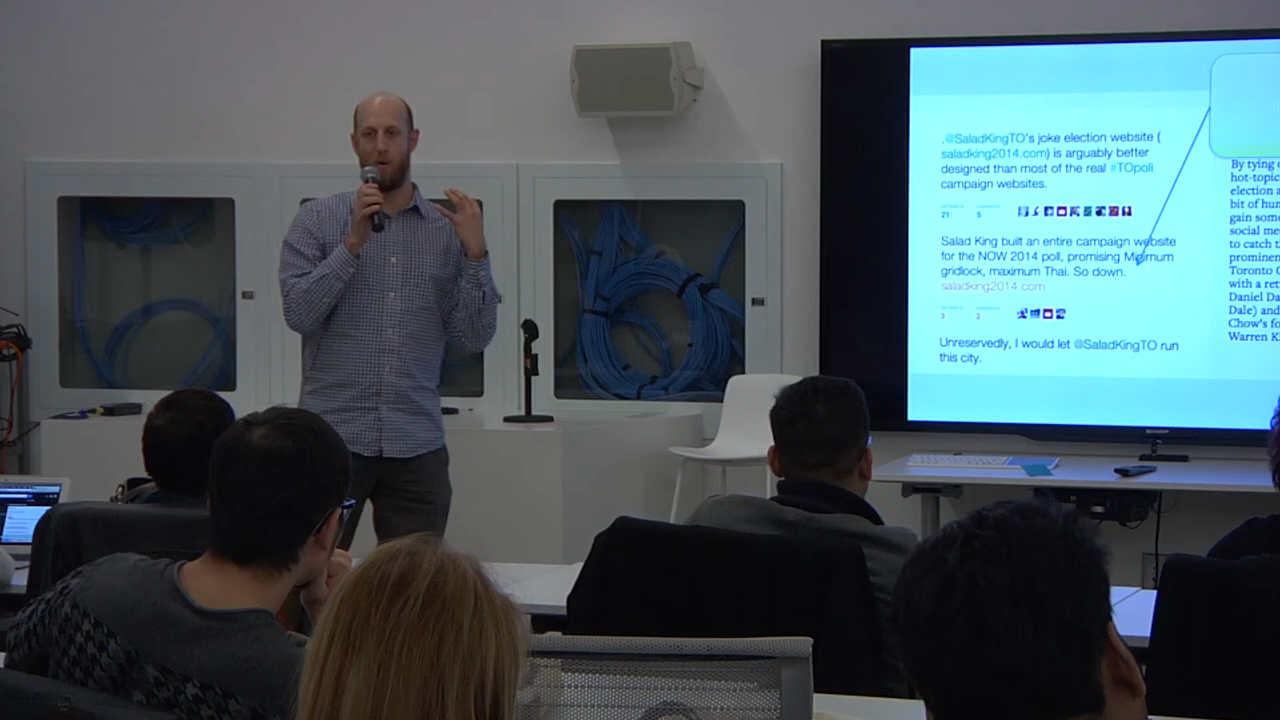 .@SaladKingTO's joke election website (
saladking2014.com) is arguably better
designed than most of the real #TOpoli
campaign websites.
21 5
Salad King built an entire campaign website
for the NOW 2014 poll, promising Minimum
gridlock, maximum Thai. So down.
saladking2014.com
3 3
Unreservedly, I would let @SaladKingTO run
this city.
By tying
hot-topic
election a
bit of hum
gain some
social me
to catch t
prominen
Toronto
with a ret
Daniel Da
Dale) and
Chow's fo
Warren K
SHARP